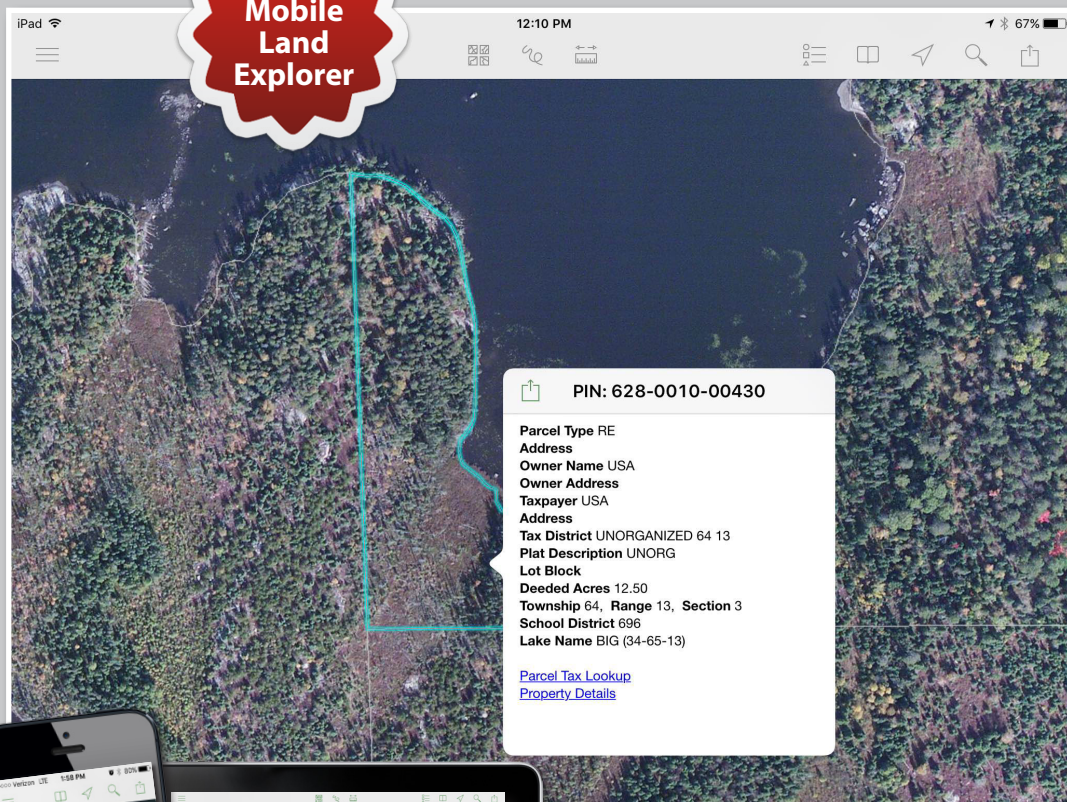 Mobile
Land
Explorer
iPad 12:10 PM 67%
PIN: 628-0010-00430
Parcel Type RE
Address
Owner Name USA
Owner Address
Taxpayer USA
Address
Tax District UNORGANIZED 64 13
Plat Description UNORG
Lot Block
Deeded Acres 12.50
Township 64, Range 13, Section 3
School District 696
Lake Name BIG (34-65-13)
Parcel Tax Lookup
Property Details
Verizon LTE 1:58 PM 80%